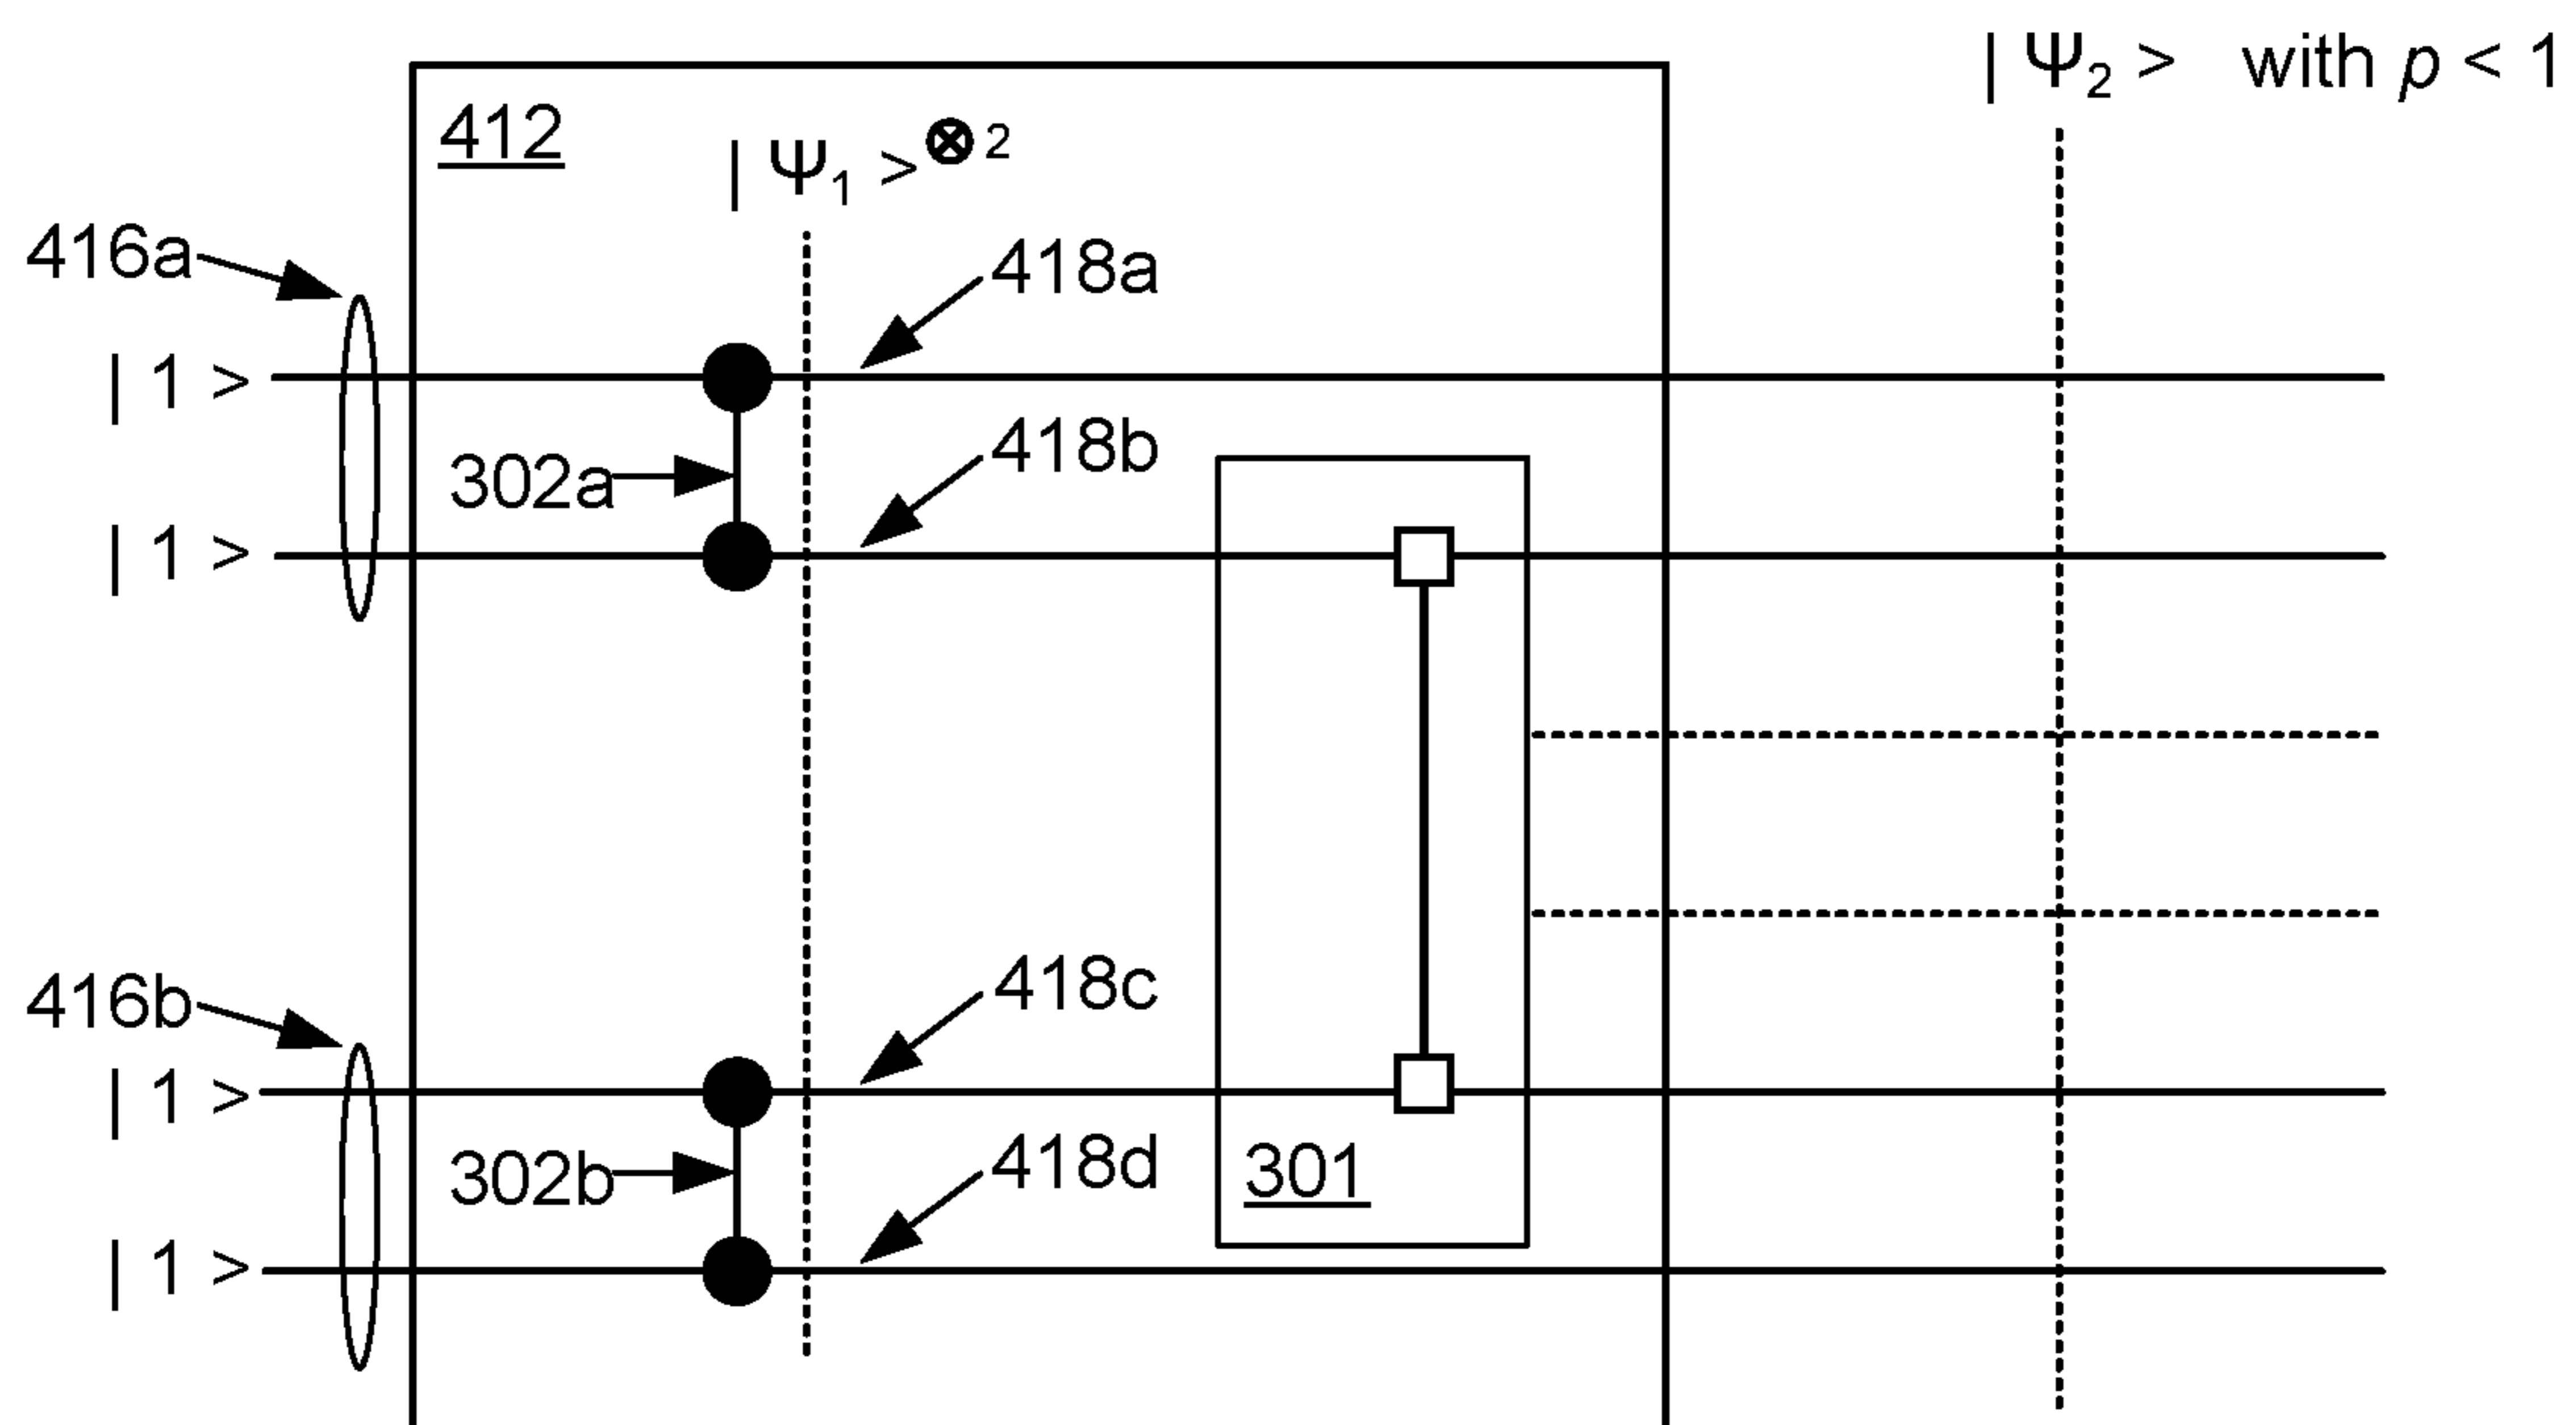 | Ψ2 > with p < 1
412
| Ψ1 >⊗2
416a
418a
| 1 >
418b
302a
| 1 >
416b
418c
| 1 >
418d
302b
301
| 1 >